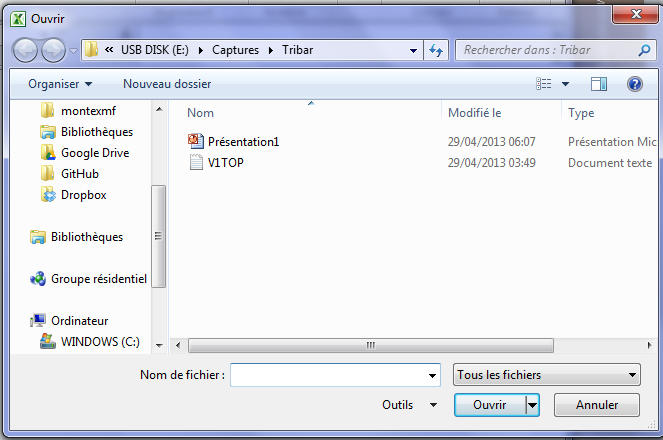 Ouvrir
« USB DISK (E:) Captures Tribar Rechercher dans : Tribar
Organiser Nouveau dossier
Nom Modifié le Type
Présentation1 29/04/2013 06:07 Présentation Mic
V1TOP 29/04/2013 03:49 Document texte
montexmf
Bibliothèques
Google Drive
GitHub
Dropbox
Bibliothèques
Groupe résidentiel
Ordinateur
WINDOWS (C:)
Nom de fichier : Tous les fichiers
Outils Ouvrir Annuler